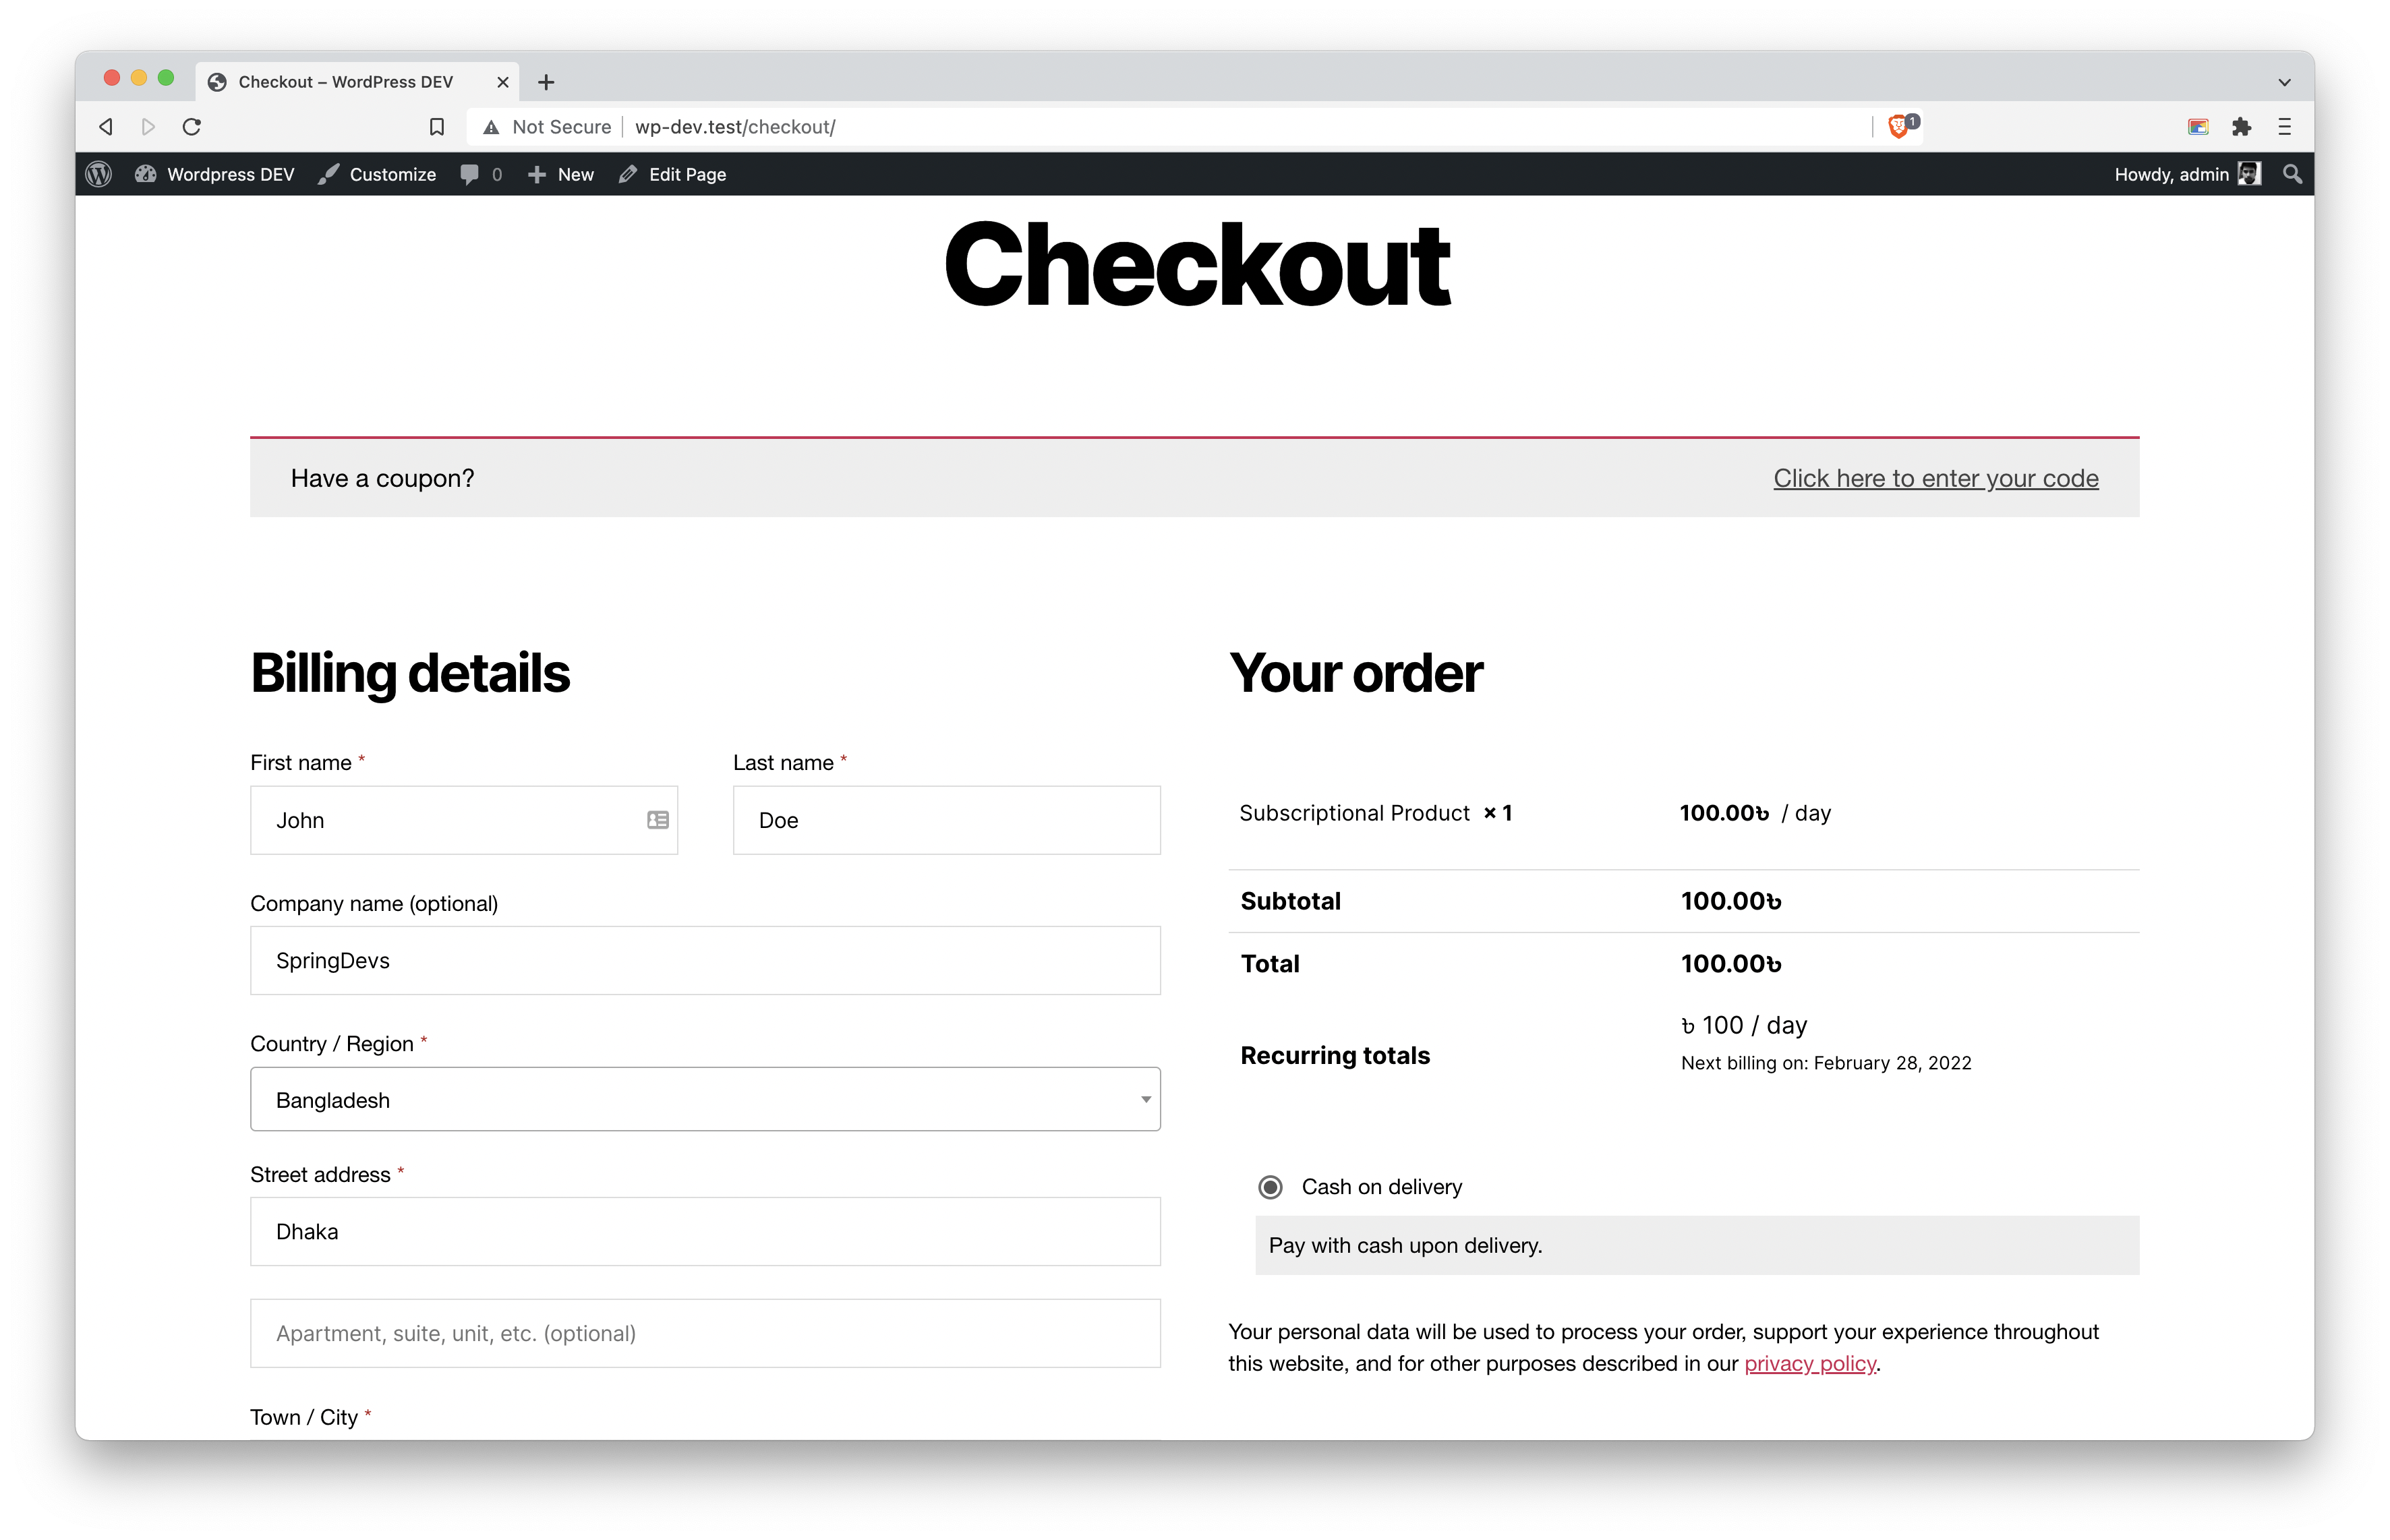 Checkout – WordPress DEV
Not Secure wp-dev.test/checkout/ 1
Wordpress DEV Customize 0 New Edit Page Howdy, admin
Checkout
Have a coupon? Click here to enter your code
Billing details
First name * Last name *
John Doe
Company name (optional)
SpringDevs
Country / Region *
Bangladesh
Street address *
Dhaka
Apartment, suite, unit, etc. (optional)
Town / City *
Your order
Subscriptional Product × 1 100.00৳ / day
Subtotal 100.00৳
Total 100.00৳
Recurring totals ৳ 100 / day
Next billing on: February 28, 2022
Cash on delivery
Pay with cash upon delivery.
Your personal data will be used to process your order, support your experience throughout
this website, and for other purposes described in our privacy policy.